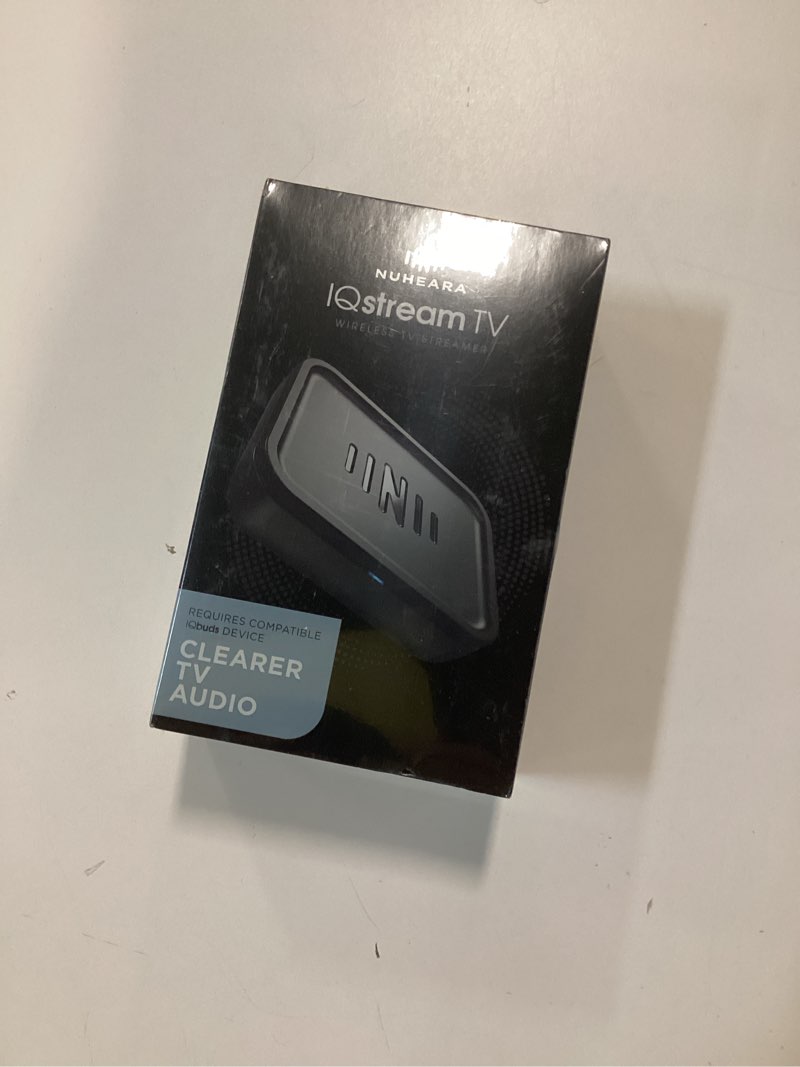 NUHEARA
IQstream TV
WIRELESS TV STREAMER
N
REQUIRES COMPATIBLE
IQbuds DEVICE
CLEARER
TV
AUDIO